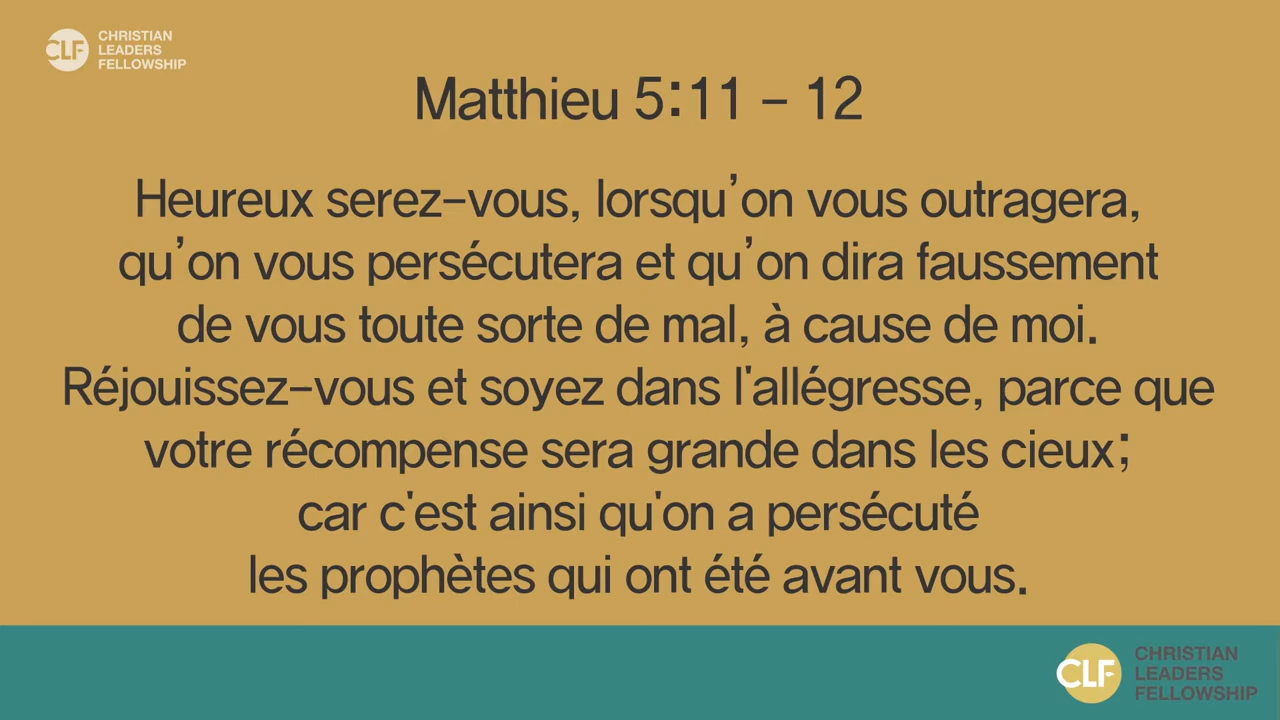 CLF CHRISTIAN
LEADERS
FELLOWSHIP
Matthieu 5:11 – 12
Heureux serez–vous, lorsqu’on vous outragera,
qu’on vous persécutera et qu’on dira faussement
de vous toute sorte de mal, à cause de moi.
Réjouissez–vous et soyez dans l'allégresse, parce que
votre récompense sera grande dans les cieux;
car c'est ainsi qu'on a persécuté
les prophètes qui ont été avant vous.
CLF CHRISTIAN
LEADERS
FELLOWSHIP